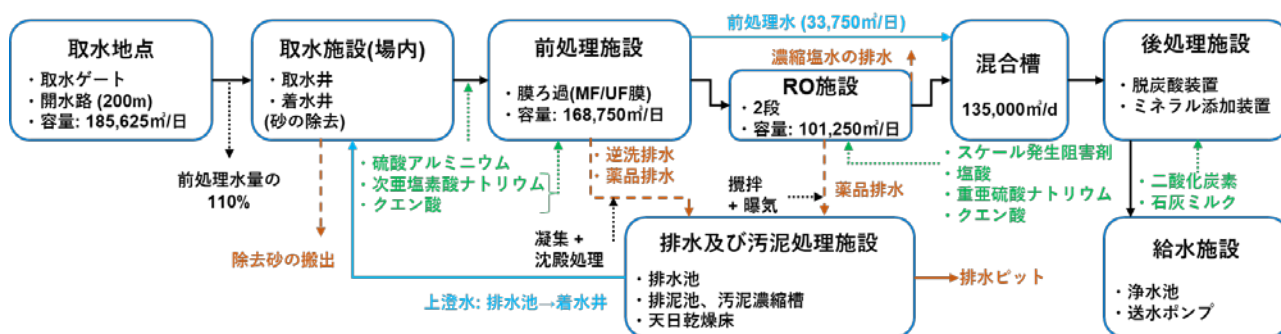 取水地点
・取水ゲート
・開水路 (200m)
・容量: 185,625㎥/日
前処理水量の
110%
取水施設(場内)
・取水井
・着水井
(砂の除去)
除去砂の搬出
・硫酸アルミニウム
・次亜塩素酸ナトリウム
・クエン酸
前処理施設
・膜ろ過(MF/UF膜)
・容量: 168,750㎥/日
・逆洗排水
・薬品排水
凝集 +
沈殿処理
前処理水 (33,750㎥/日)
濃縮塩水の排水
RO施設
・2段
・容量: 101,250㎥/日
攪拌
+ 曝気
薬品排水
・スケール発生阻害剤
・塩酸
・重亜硫酸ナトリウム
・クエン酸
混合槽
135,000㎥/d
後処理施設
・脱炭酸装置
・ミネラル添加装置
・二酸化炭素
・石灰ミルク
排水及び汚泥処理施設
・排水池
・排泥池、汚泥濃縮槽
・天日乾燥床
上澄水: 排水池→着水井
排水ピット
給水施設
・浄水池
・送水ポンプ